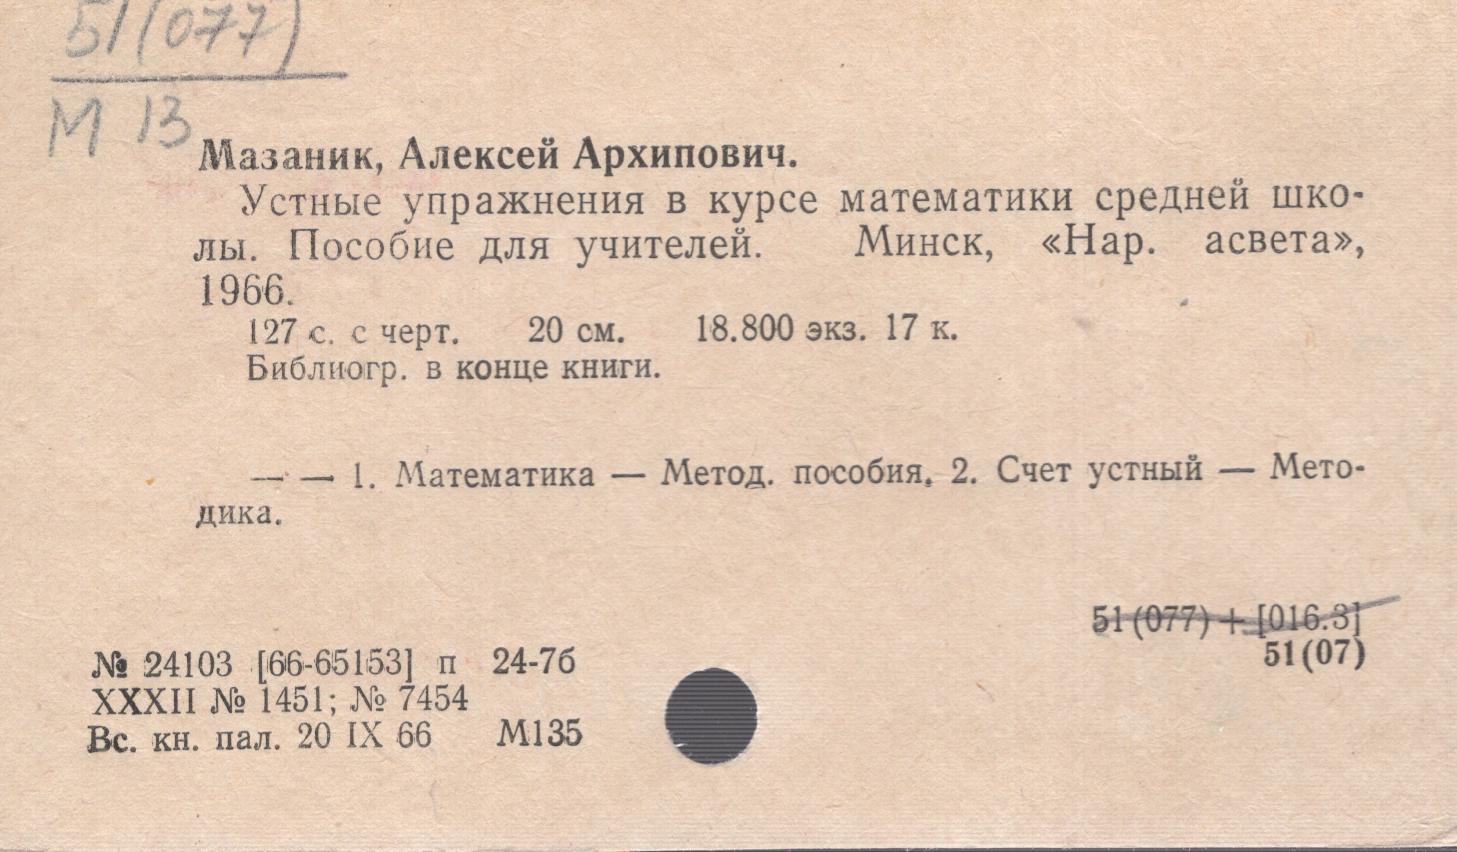 51(077)
М 13
Мазаник, Алексей Архипович.
Устные упражнения в курсе математики средней шко-
лы. Пособие для учителей. Минск, «Нар. асвета»,
1966.
127 с. с черт. 20 см. 18.800 экз. 17 к.
Библиогр. в конце книги.
— — 1. Математика — Метод. пособия. 2. Счет устный — Мето-
дика.
51(077) + [016.3]
51(07)
№ 24103 [66-65153] п 24-7б
XXXII № 1451; № 7454
Вс. кн. пал. 20 IX 66 М135